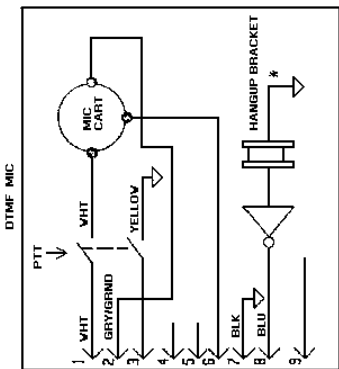 DTMF MIC
MIC
CART
HANGUP BRACKET
*
PTT
WHT
YELLOW
WHT
GRY/GRND
BLK
BLU
1
2
3
4
5
6
7
8
9